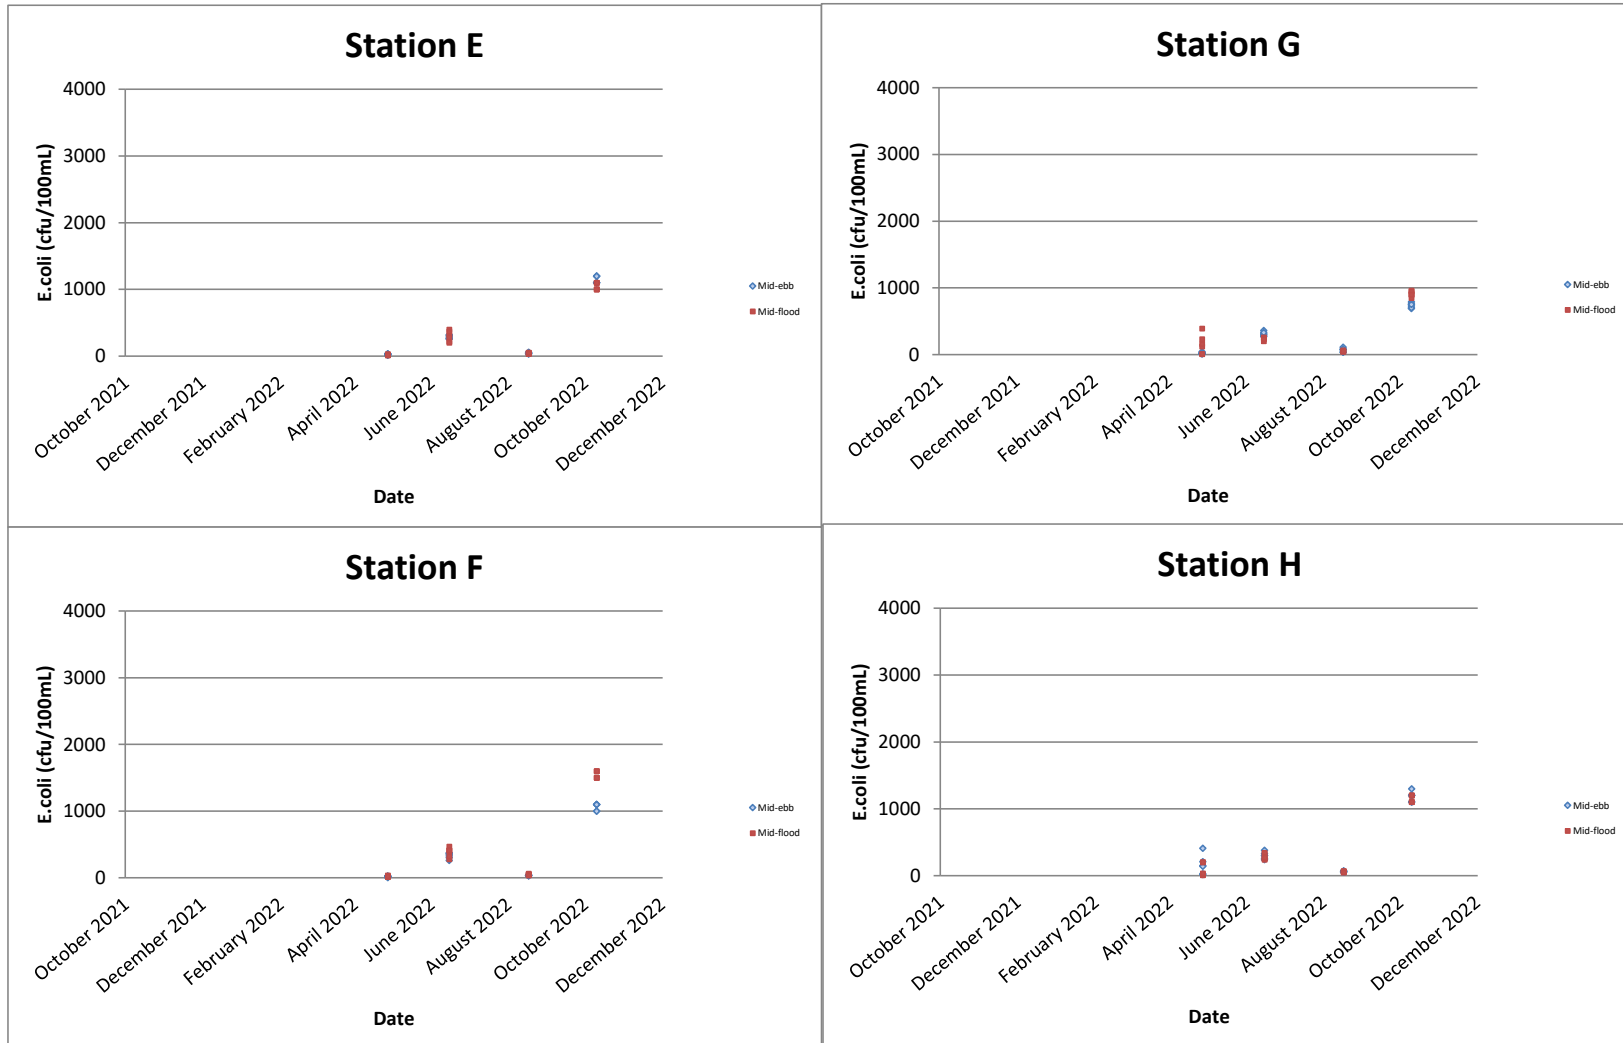 Station E
4000
3000
2000
1000
0
E.coli (cfu/100mL)
October 2021
December 2021
February 2022
April 2022
June 2022
August 2022
October 2022
December 2022
Date
Mid-ebb
Mid-flood
Station G
4000
3000
2000
1000
0
E.coli (cfu/100mL)
October 2021
December 2021
February 2022
April 2022
June 2022
August 2022
October 2022
December 2022
Date
Mid-ebb
Mid-flood
Station F
4000
3000
2000
1000
0
E.coli (cfu/100mL)
October 2021
December 2021
February 2022
April 2022
June 2022
August 2022
October 2022
December 2022
Date
Mid-ebb
Mid-flood
Station H
4000
3000
2000
1000
0
E.coli (cfu/100mL)
October 2021
December 2021
February 2022
April 2022
June 2022
August 2022
October 2022
December 2022
Date
Mid-ebb
Mid-flood